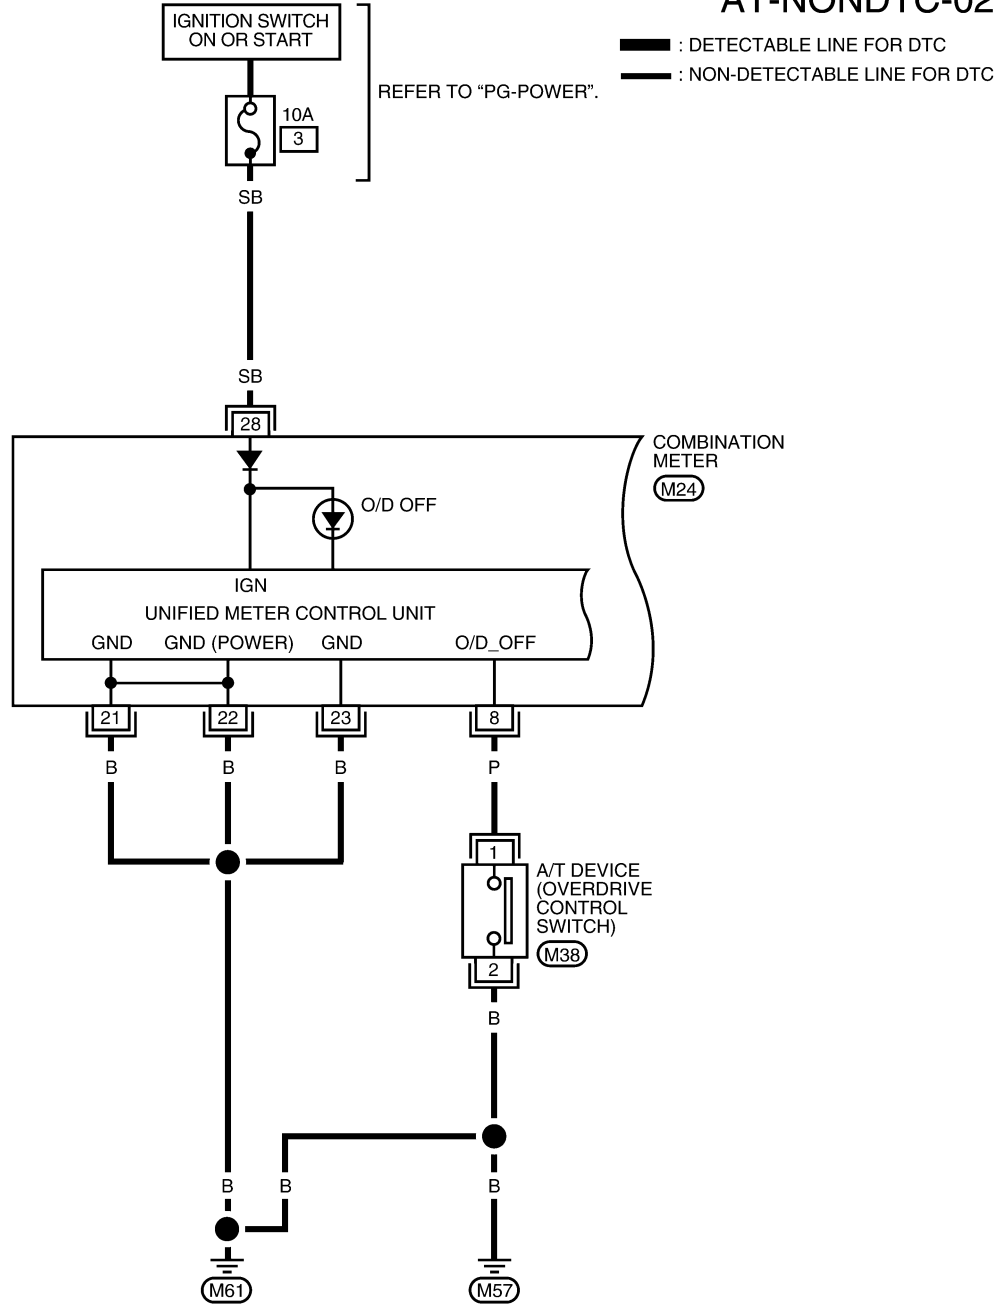 AT-NONDTC-02
IGNITION SWITCH
ON OR START
: DETECTABLE LINE FOR DTC
: NON-DETECTABLE LINE FOR DTC
REFER TO “PG-POWER”.
10A
3
SB
SB
28
COMBINATION
METER
M24
O/D OFF
IGN
UNIFIED METER CONTROL UNIT
GND GND (POWER) GND O/D_OFF
21 22 23 8
B B B P
1
A/T DEVICE
(OVERDRIVE
CONTROL
SWITCH)
M38
2
B
B B B
M61 M57